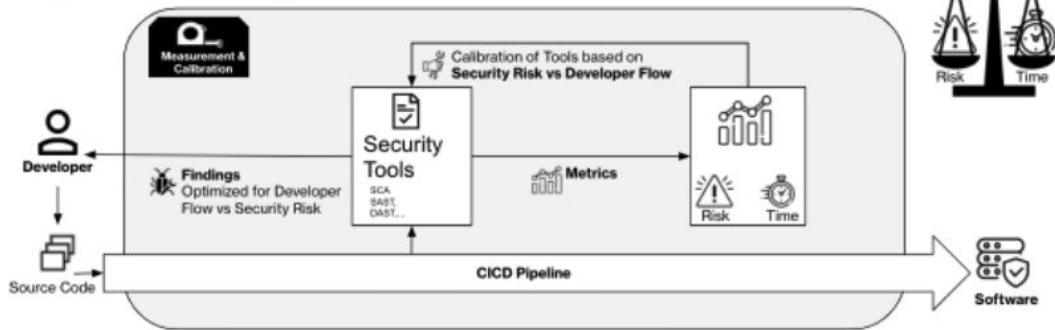 Measurement &
Calibration
Calibration of Tools based on
Security Risk vs Developer Flow
Risk
Time
Developer
Findings
Optimized for Developer
Flow vs Security Risk
Security
Tools
SCA
SAST,
DAST,..
Metrics
Risk
Time
Source Code
CICD Pipeline
Software